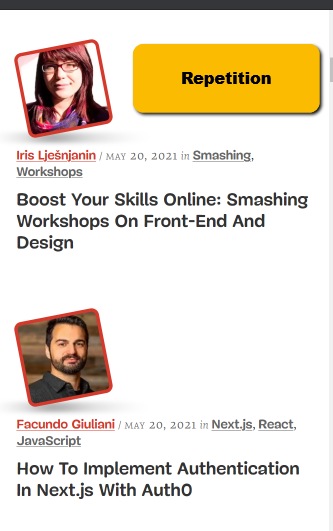 Repetition
Iris Lješnjanin / MAY 20, 2021 in Smashing,
Workshops
Boost Your Skills Online: Smashing
Workshops On Front-End And
Design
Facundo Giuliani / MAY 20, 2021 in Next.js, React,
JavaScript
How To Implement Authentication
In Next.js With Auth0